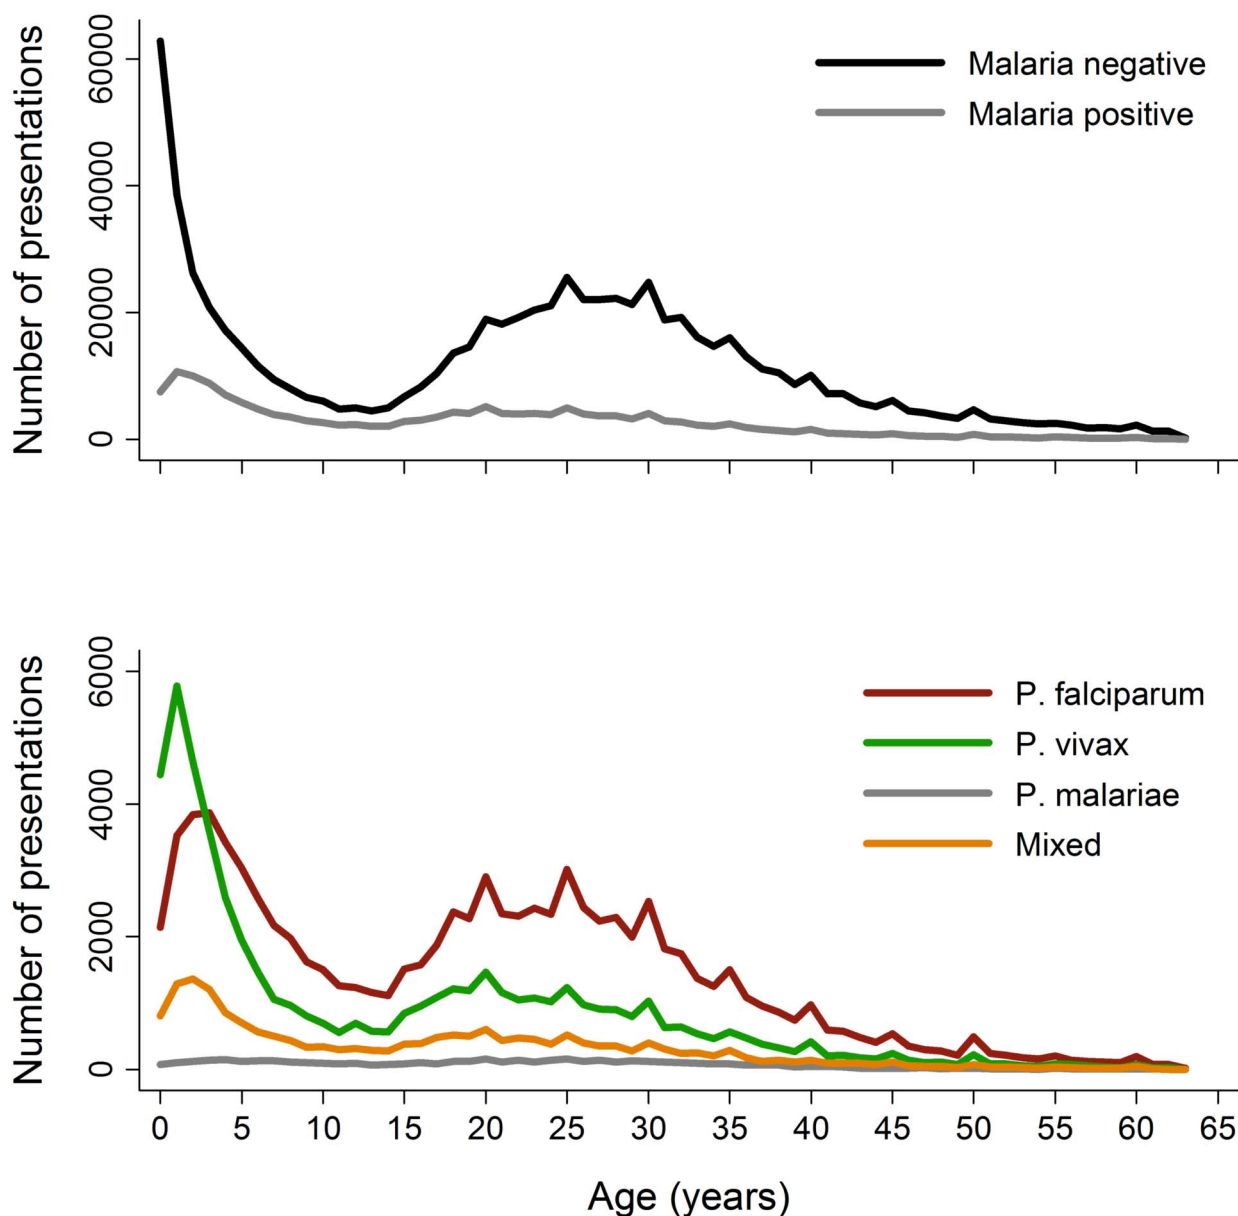 Number of presentations
60000
40000
20000
0
Malaria negative
Malaria positive
Number of presentations
6000
4000
2000
0
P. falciparum
P. vivax
P. malariae
Mixed
0 5 10 15 20 25 30 35 40 45 50 55 60 65
Age (years)